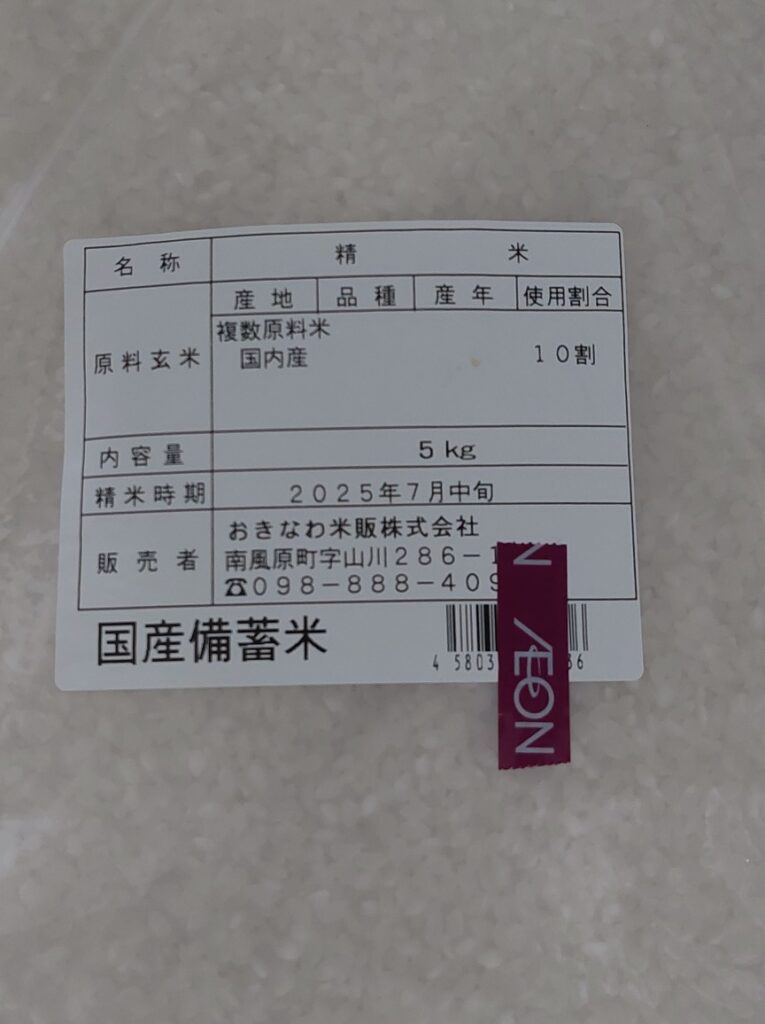 名称 精米
産地 品種 産年 使用割合
原料玄米
複数原料米
国内産 10割
内容量 5kg
精米時期 2025年7月中旬
販売者
おきなわ米販株式会社
南風原町字山川286-1
☎098-888-409
国産備蓄米
4 5803 36
N ÆON